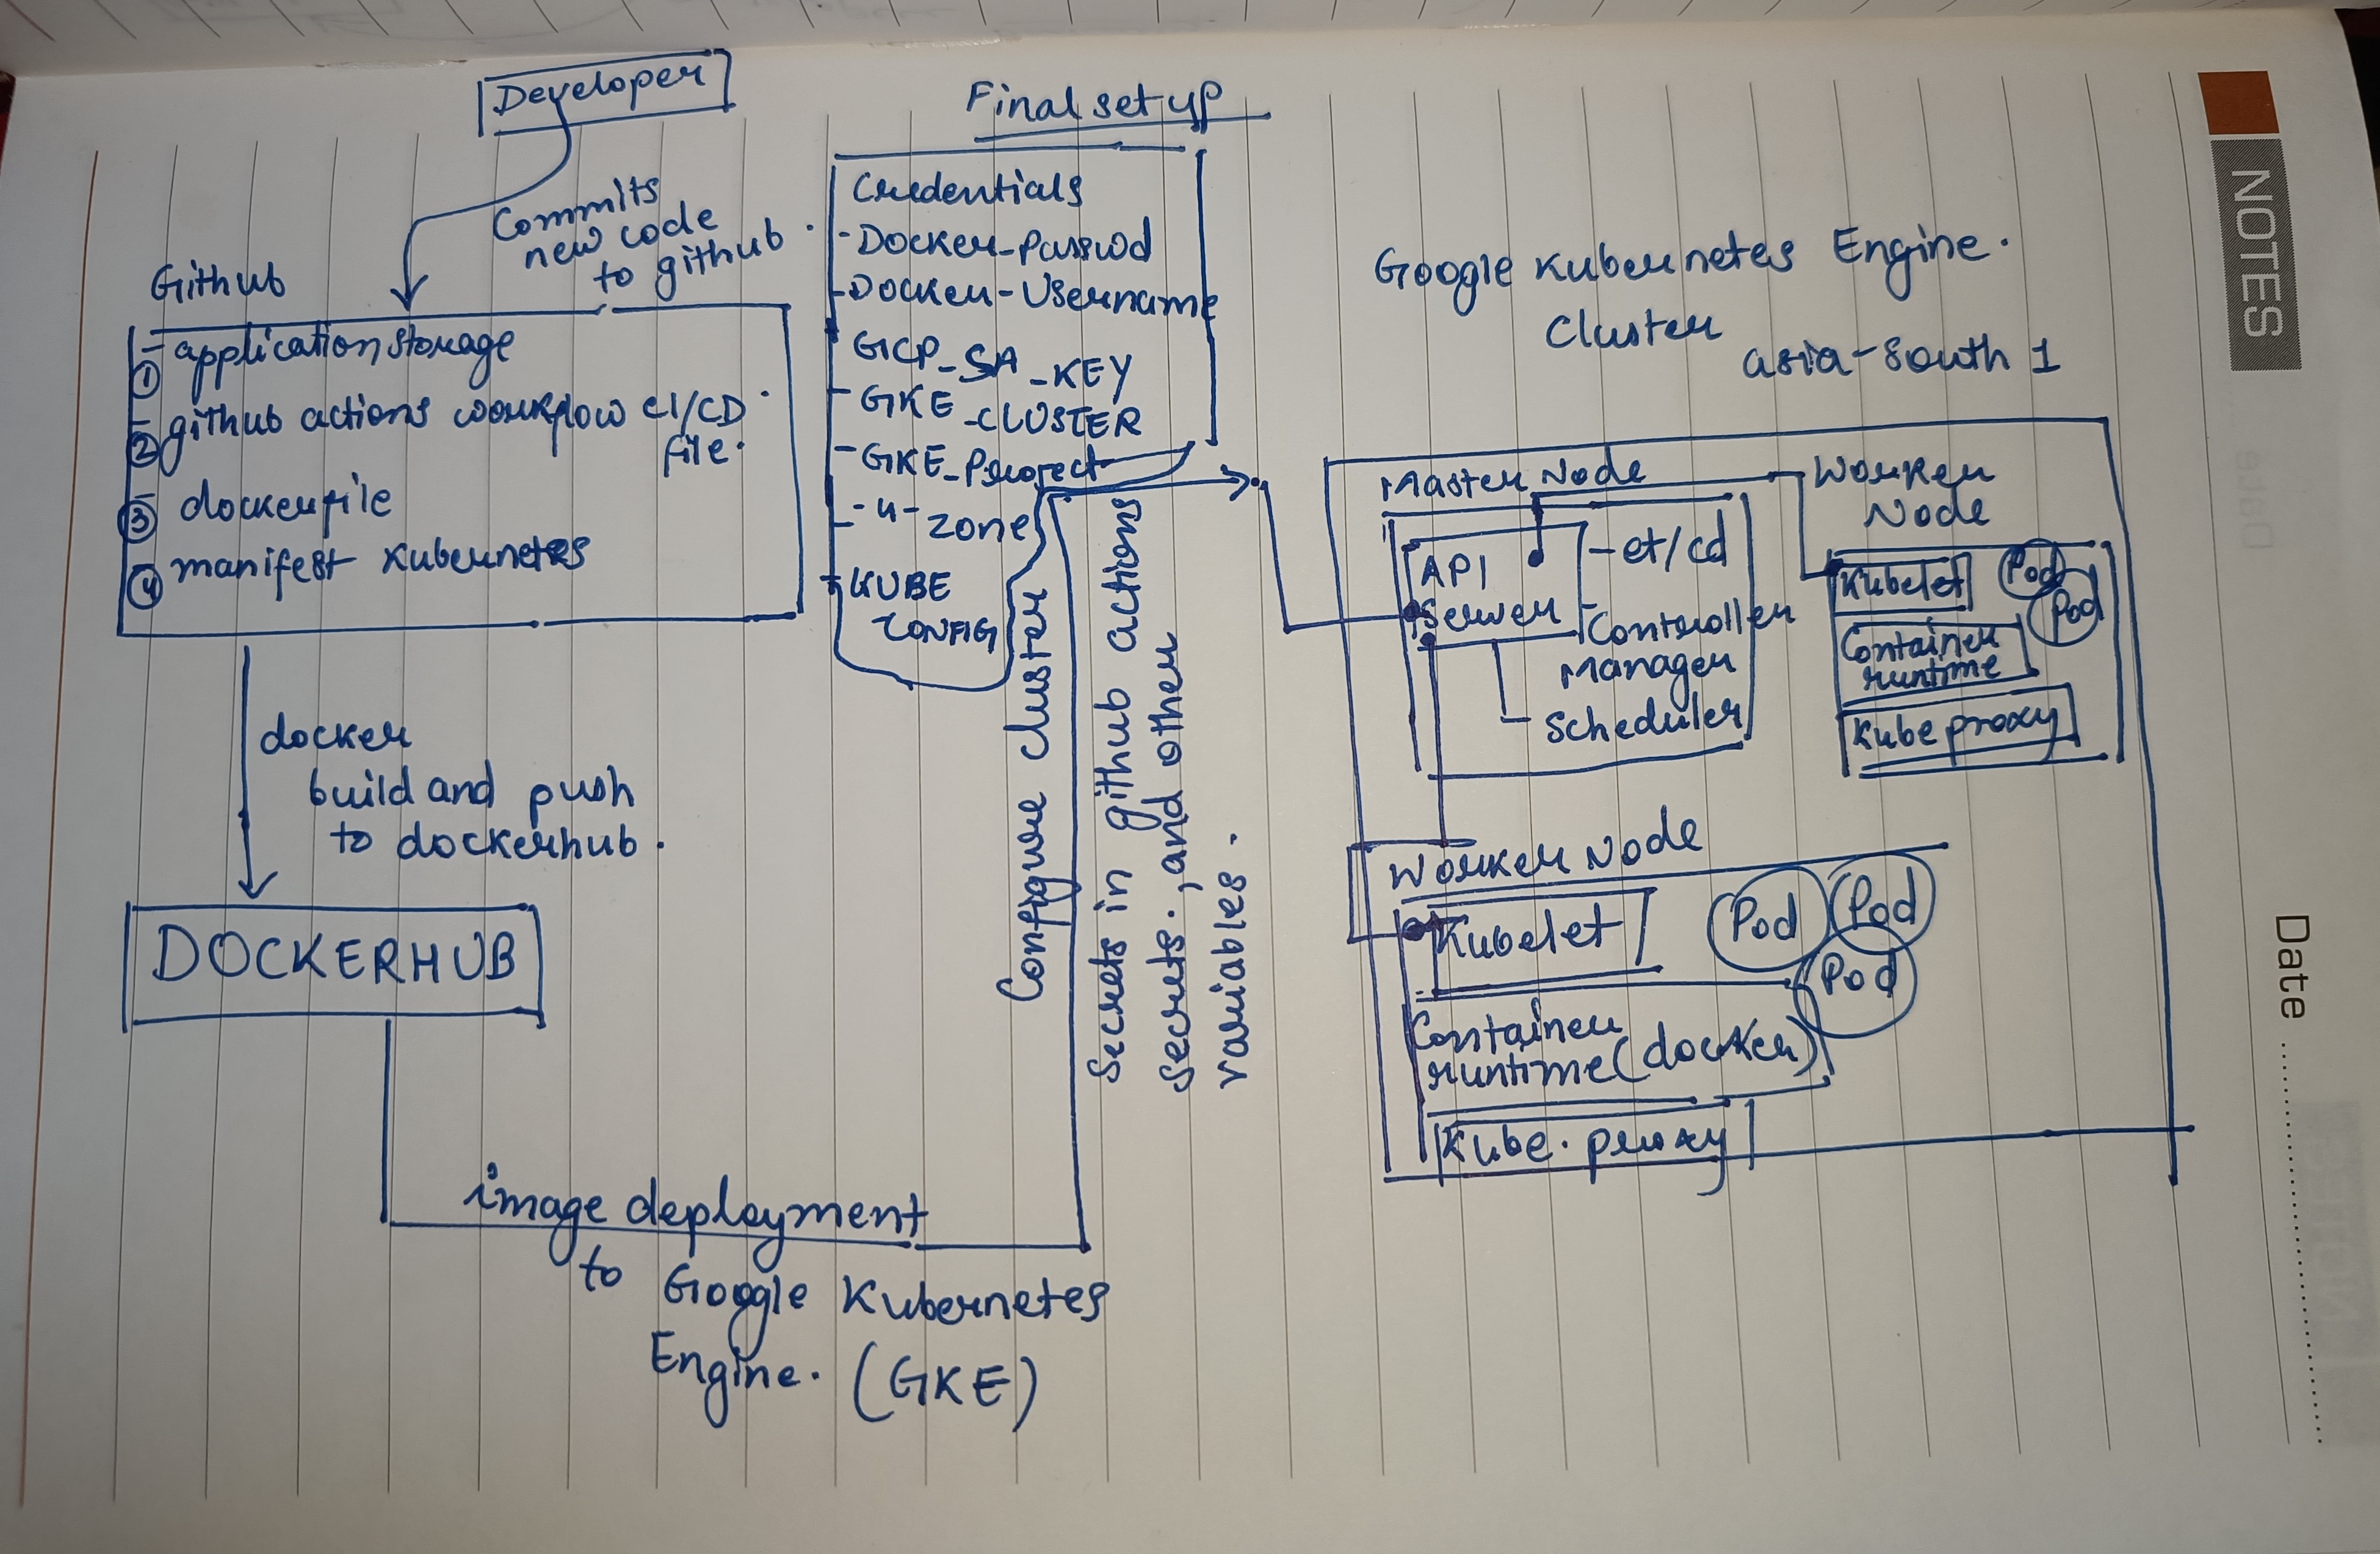 Developer
Commits
new code
to github.
Github
- application storage
①
- github actions workflow CI/CD
② file.
- dockerfile
③
manifest kubernetes
④
docker
build and push
to dockerhub.
DOCKERHUB
image deployment
to Google Kubernetes
Engine. (GKE)
Final set up
Credentials
- Docker-Passwd
- Docker-Username
GCP_SA_KEY
- GKE_CLUSTER
- GKE_Project
- -"- zone
- KUBE
CONFIG
Configure cluster
secrets in github actions
secrets. , and other
variables.
Google Kubernetes Engine.
Cluster
asia-south 1
Master Node
API
Server
- et/cd
- Controller
Manager
- Scheduler
Worker
Node
Kubelet
Pod
Pod
Container
runtime
Kube proxy
Worker Node
Kubelet
Pod
Pod
Pod
Container
runtime (docker)
Kube. proxy
NOTES
Date